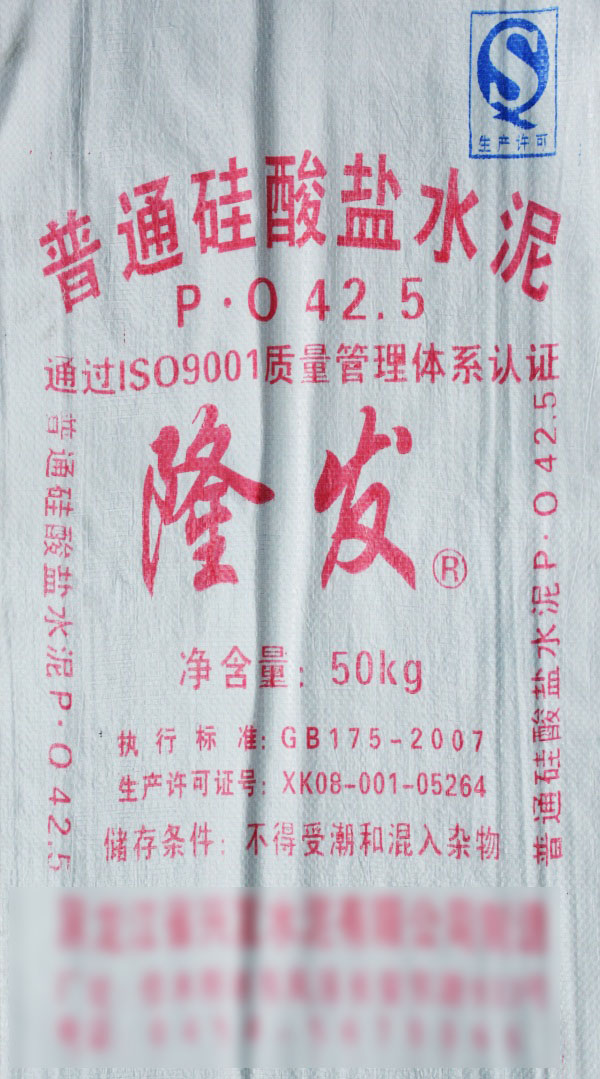 生产许可
普通硅酸盐水泥
P·O 42.5
通过ISO9001质量管理体系认证
普通硅酸盐水泥P·O 42.5
隆发®
普通硅酸盐水泥P·O 42.5
净含量：50kg
执行标准：GB175-2007
生产许可证号：XK08-001-05264
储存条件：不得受潮和混入杂物